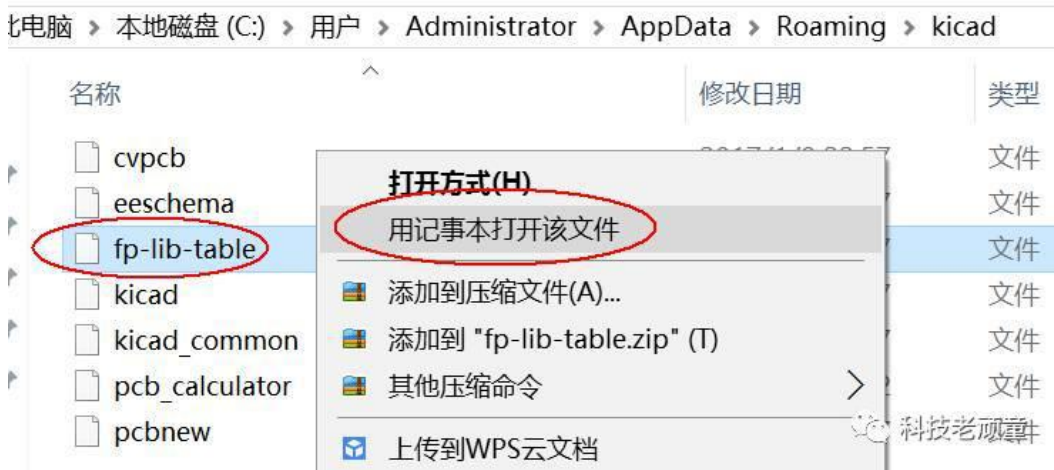 此电脑 > 本地磁盘 (C:) > 用户 > Administrator > AppData > Roaming > kicad
名称 修改日期 类型
cvpcb 文件
打开方式(H)
eeschema 文件
用记事本打开该文件
fp-lib-table 文件
kicad 文件
添加到压缩文件(A)...
kicad_common 文件
添加到 "fp-lib-table.zip" (T)
pcb_calculator 文件
其他压缩命令
pcbnew
科技老顽童
上传到WPS云文档